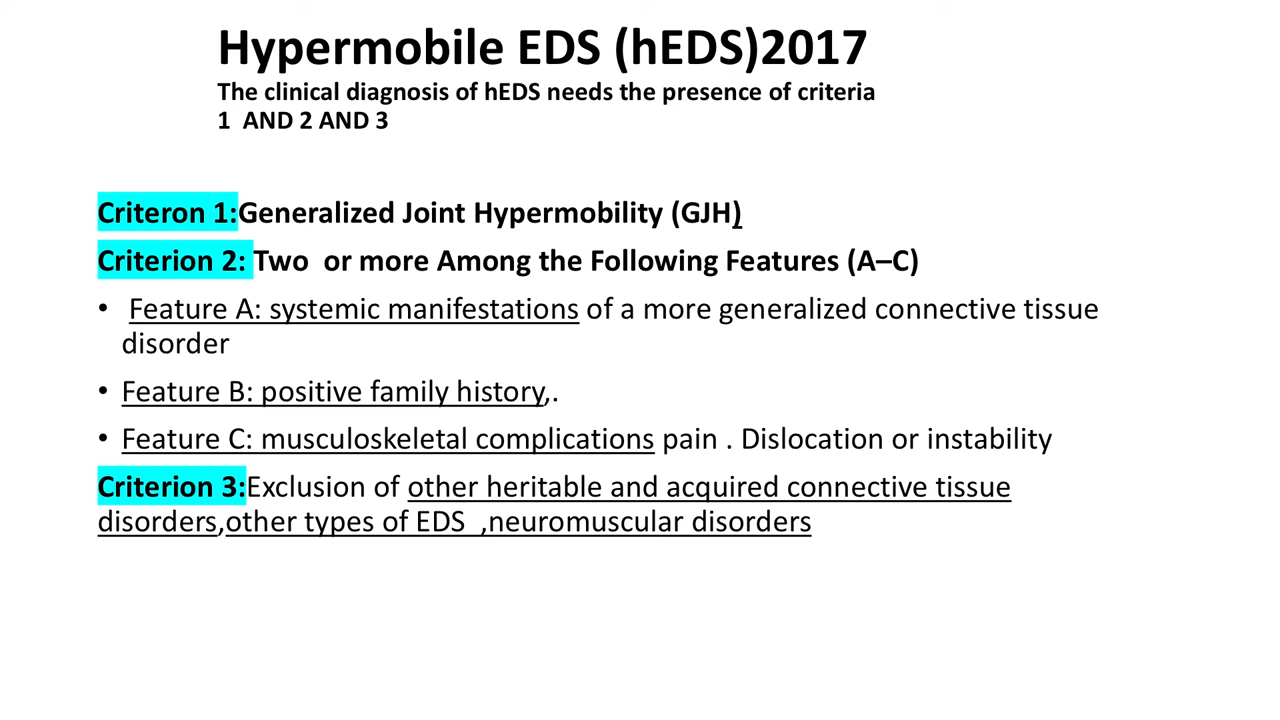 Hypermobile EDS (hEDS)2017
The clinical diagnosis of hEDS needs the presence of criteria
1  AND 2 AND 3
Criteron 1:Generalized Joint Hypermobility (GJH)
Criterion 2: Two  or more Among the Following Features (A–C)
• Feature A: systemic manifestations of a more generalized connective tissue
disorder
• Feature B: positive family history,.
• Feature C: musculoskeletal complications pain . Dislocation or instability
Criterion 3:Exclusion of other heritable and acquired connective tissue
disorders,other types of EDS  ,neuromuscular disorders